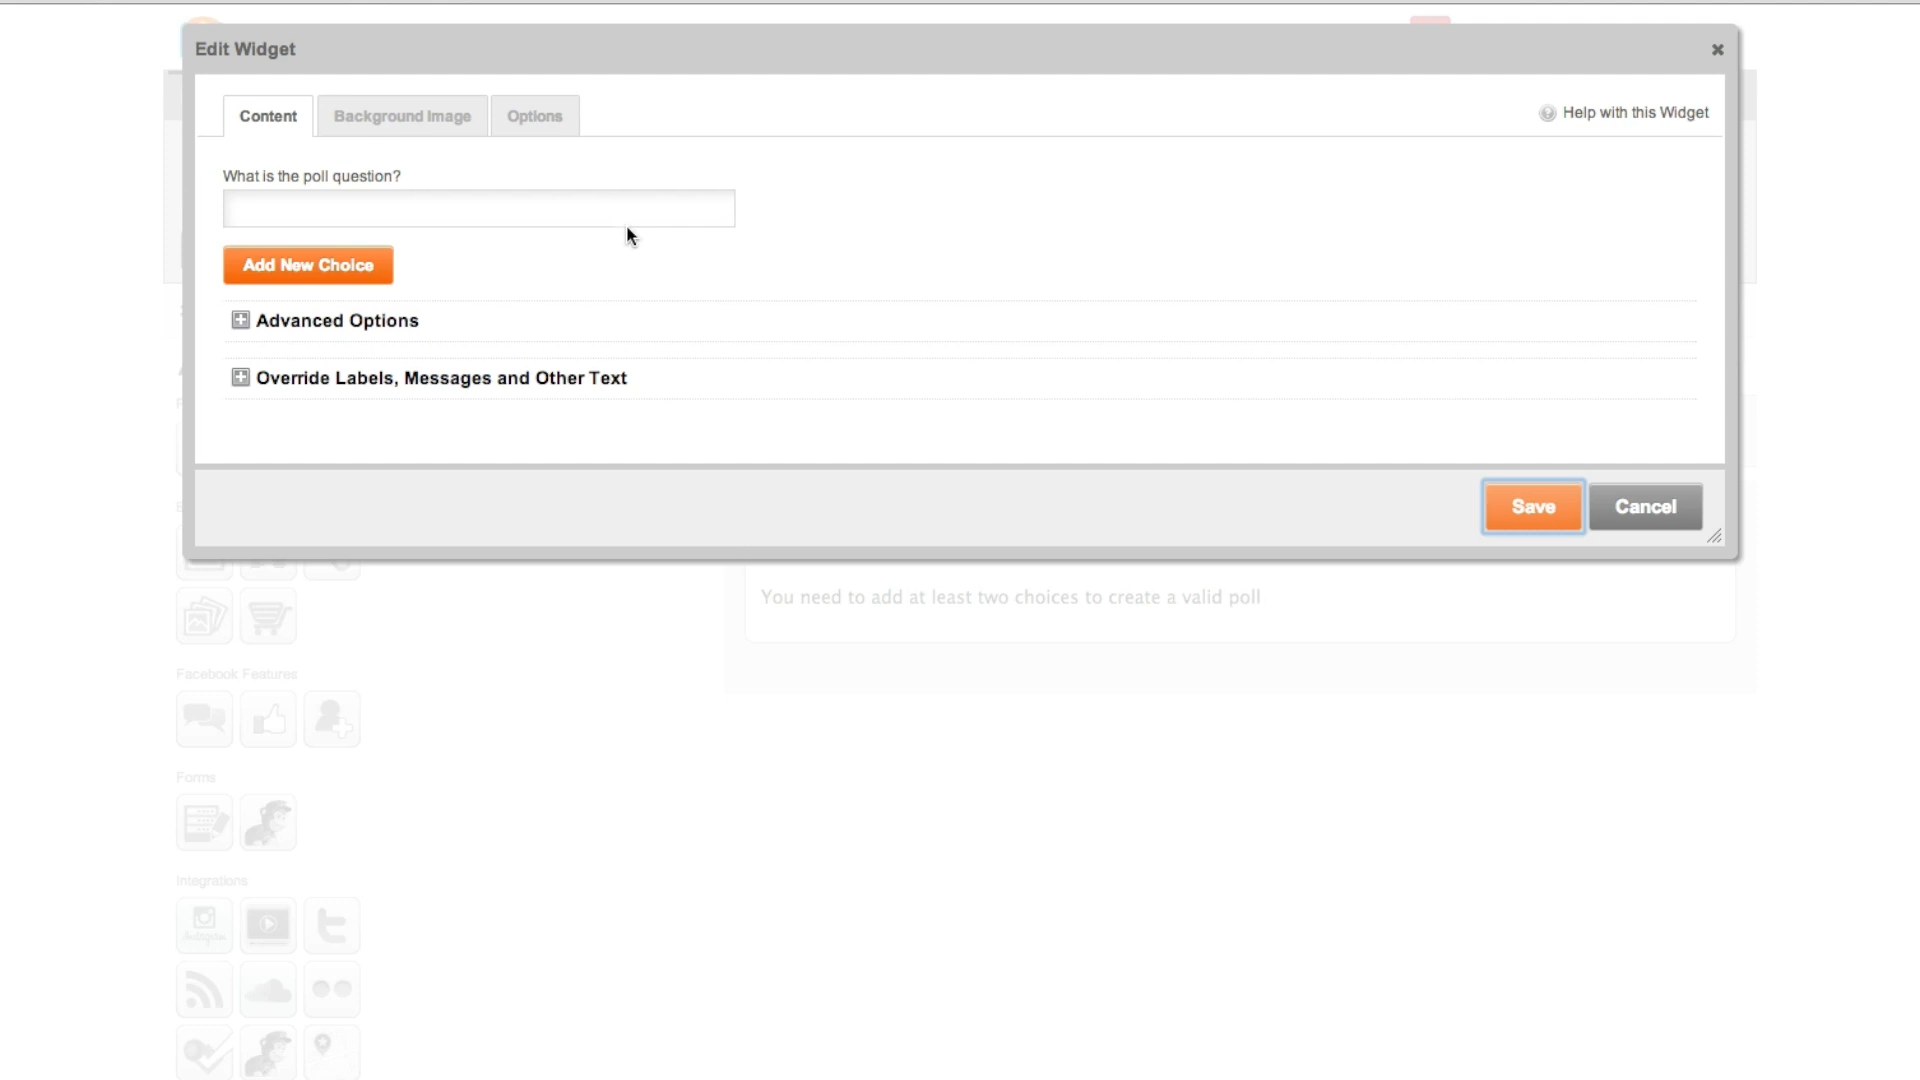 Edit Widget
Content
Background Image
Options
Help with this Widget
What is the poll question?
Add New Choice
Advanced Options
Override Labels, Messages and Other Text
Save
Cancel
You need to add at least two choices to create a valid poll
Facebook Features
Forms
Integrations
Instagram